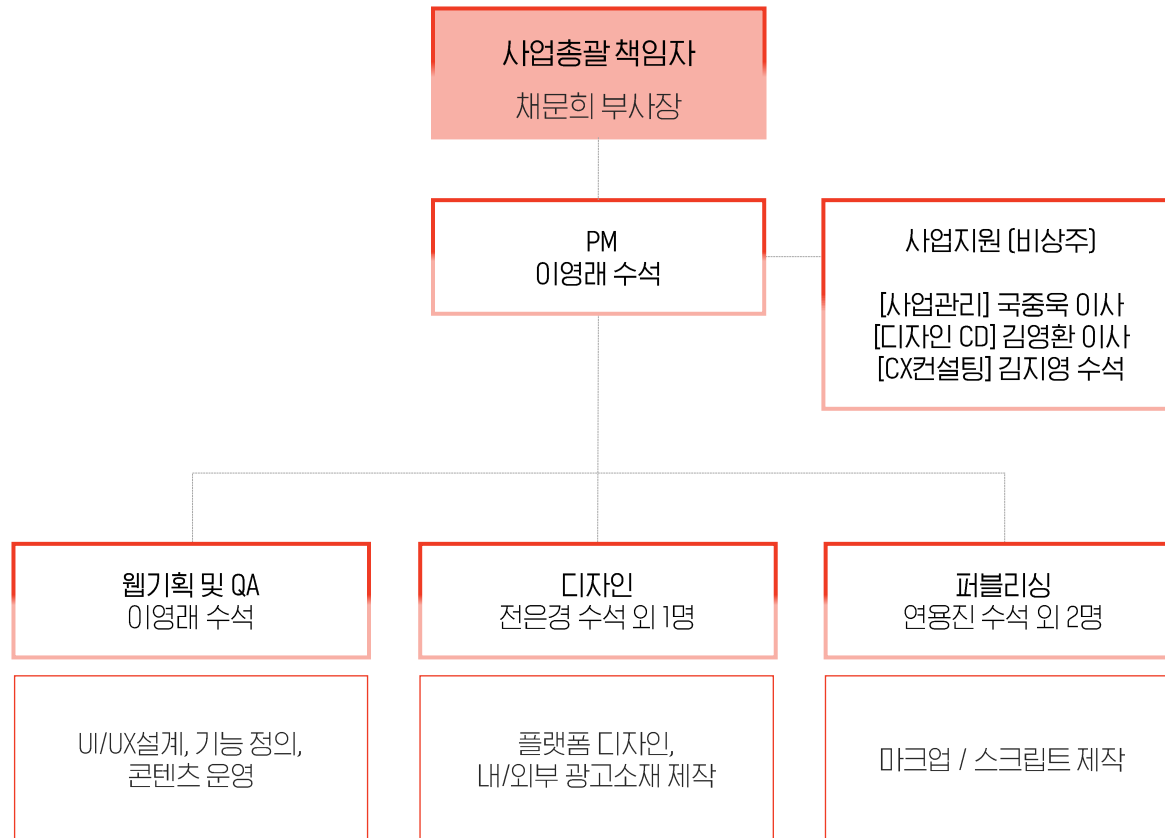 사업총괄 책임자
채문희 부사장
PM
이영래 수석
사업지원 (비상주)
[사업관리] 국중욱 이사
[디자인 CD] 김영환 이사
[CX컨설팅] 김지영 수석
웹기획 및 QA
이영래 수석
디자인
전은경 수석 외 1명
퍼블리싱
연용진 수석 외 2명
UI/UX설계, 기능 정의,
콘텐츠 운영
플랫폼 디자인,
내/외부 광고소재 제작
마크업 / 스크립트 제작